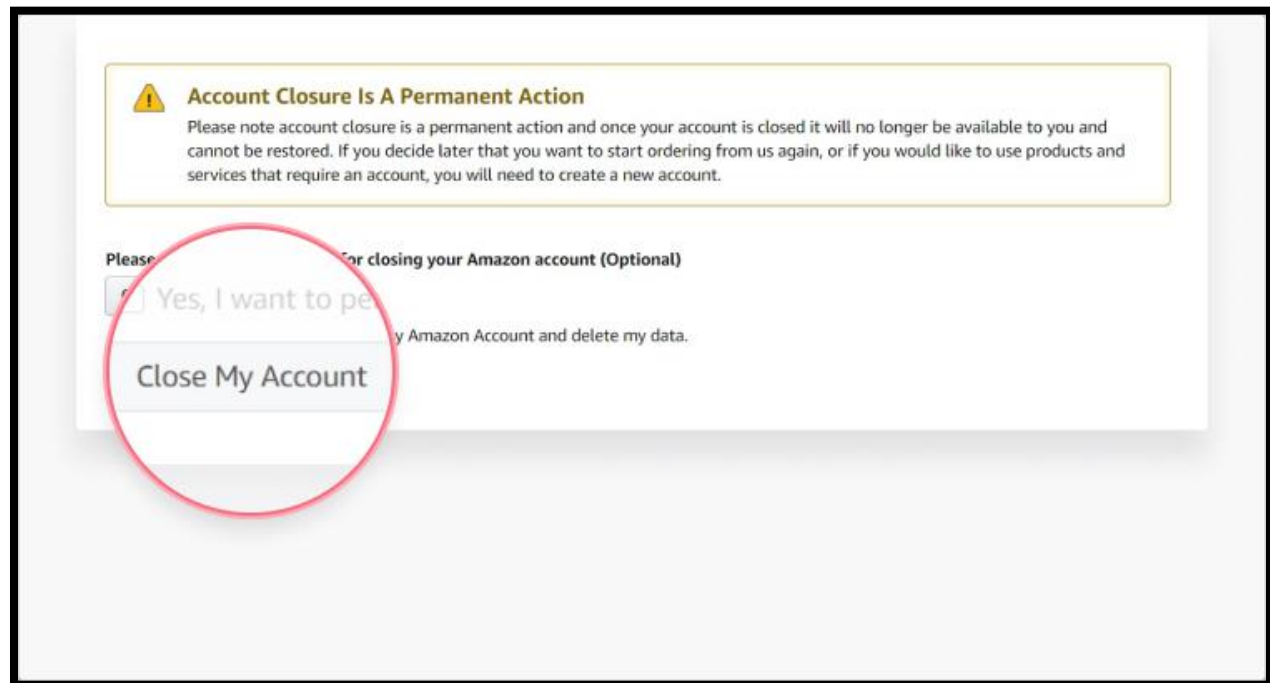 Account Closure Is A Permanent Action
Please note account closure is a permanent action and once your account is closed it will no longer be available to you and
cannot be restored. If you decide later that you want to start ordering from us again, or if you would like to use products and
services that require an account, you will need to create a new account.
Please for closing your Amazon account (Optional)
Yes, I want to
Amazon Account and delete my data.
Close My Account